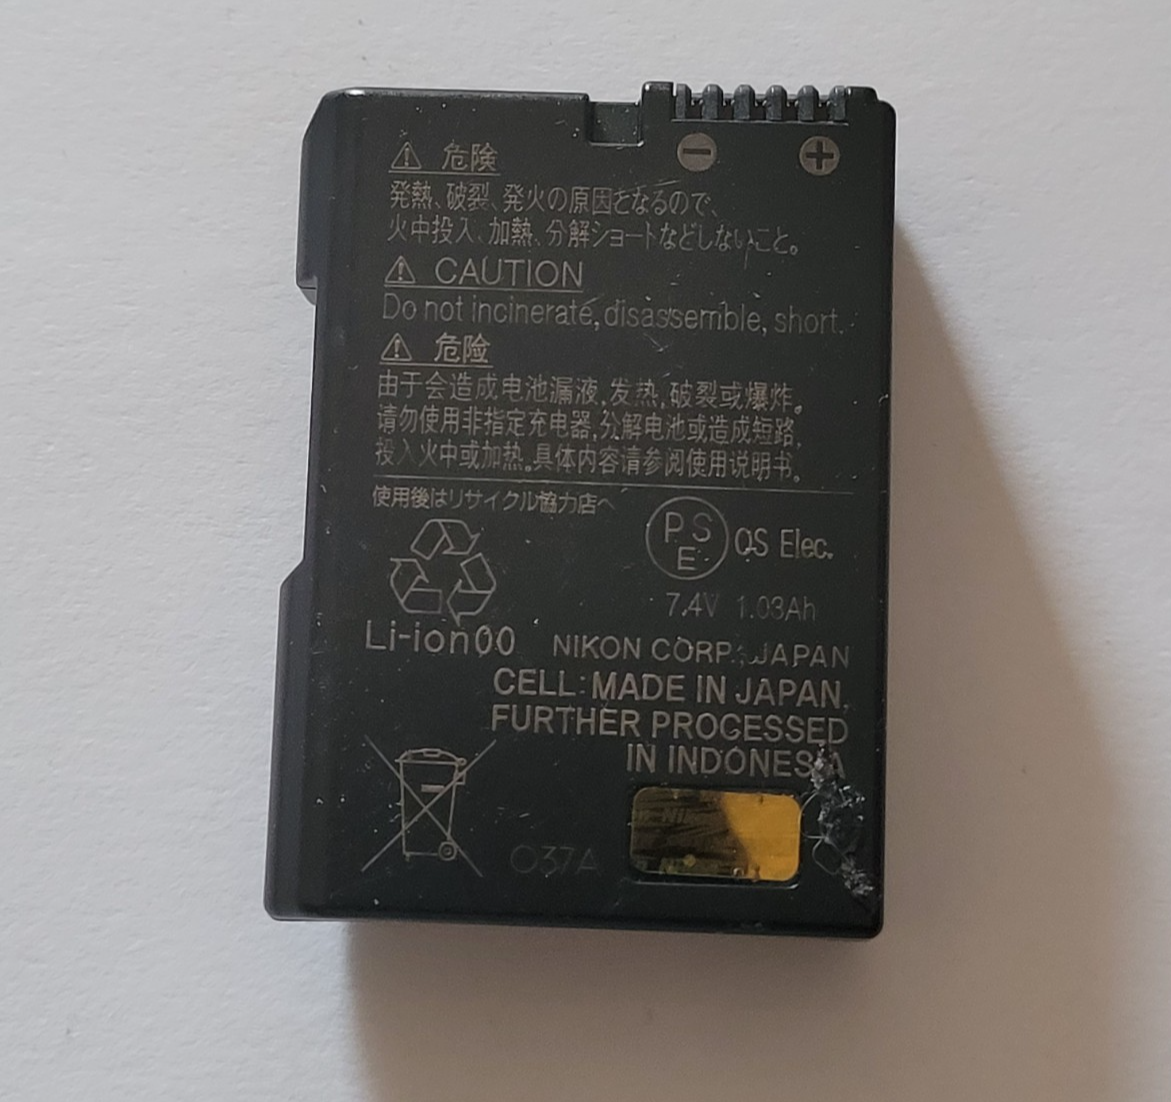 ⚠ 危険
発熱、破裂、発火の原因となるので、
火中投入、加熱、分解ショートなどしないこと。
⚠ CAUTION
Do not incinerate, disassemble, short.
⚠ 危险
由于会造成电池漏液,发热,破裂或爆炸。
请勿使用非指定充电器,分解电池或造成短路,
投入火中或加热。具体内容请参阅使用说明书。
使用後はリサイクル協力店へ
PS
E
QS Elec.
7.4V 1.03Ah
Li-ion00
NIKON CORP. JAPAN
CELL: MADE IN JAPAN,
FURTHER PROCESSED
IN INDONESIA
037A